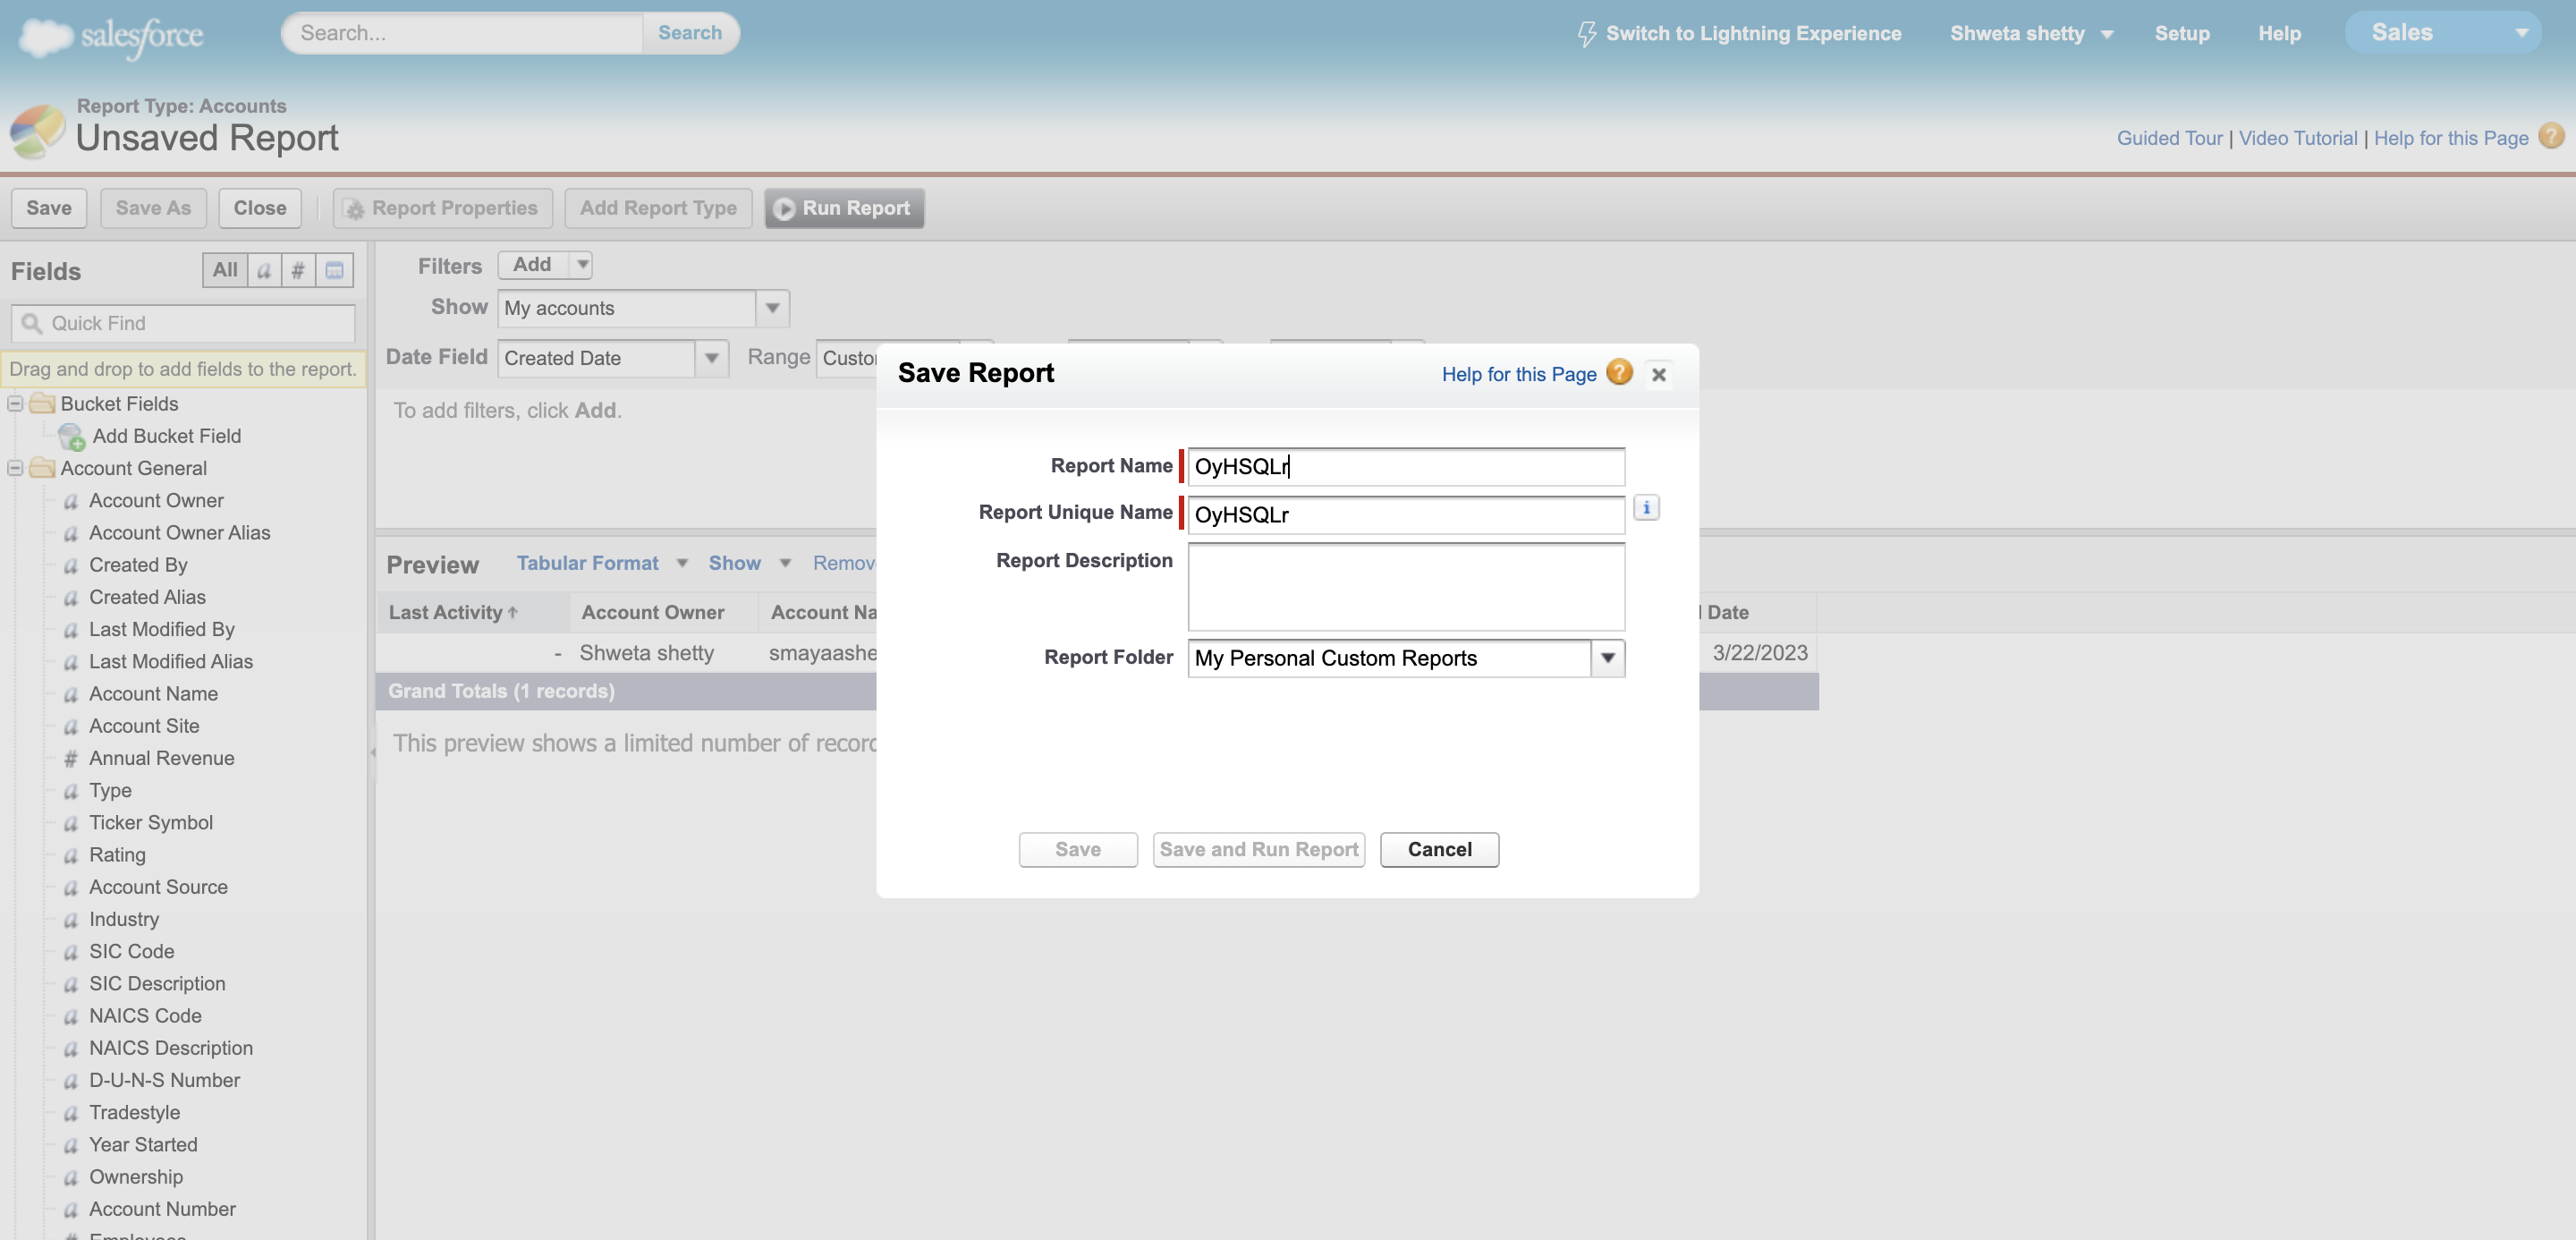 salesforce
Search...
Search
Switch to Lightning Experience
Shweta shetty
Setup
Help
Sales
Report Type: Accounts
Unsaved Report
Guided Tour | Video Tutorial | Help for this Page ?
Save
Save As
Close
Report Properties
Add Report Type
Run Report
Fields
All
a
#
Quick Find
Drag and drop to add fields to the report.
Bucket Fields
Add Bucket Field
Account General
a Account Owner
a Account Owner Alias
a Created By
a Created Alias
a Last Modified By
a Last Modified Alias
a Account Name
a Account Site
# Annual Revenue
a Type
a Ticker Symbol
a Rating
a Account Source
a Industry
a SIC Code
a SIC Description
a NAICS Code
a NAICS Description
a D-U-N-S Number
a Tradestyle
a Year Started
a Ownership
a Account Number
Filters
Add
Show
My accounts
Date Field
Created Date
Range
Custo
To add filters, click Add.
Preview
Tabular Format
Show
Remov
Last Activity
Account Owner
Account Na
Date
-
Shweta shetty
smayaashe
3/22/2023
Grand Totals (1 records)
This preview shows a limited number of record
Save Report
Help for this Page ?
Report Name
OyHSQLr
Report Unique Name
OyHSQLr
i
Report Description
Report Folder
My Personal Custom Reports
Save
Save and Run Report
Cancel